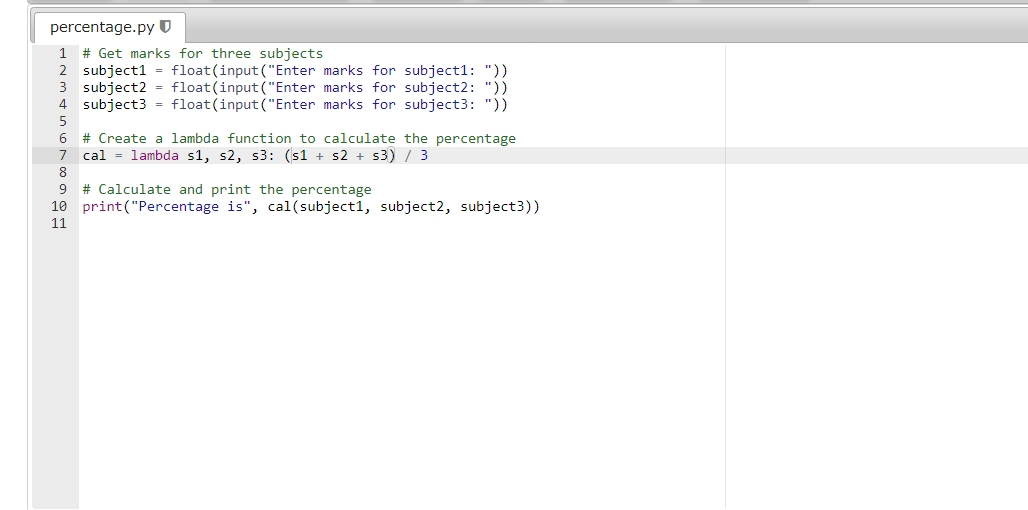 percentage.py
1 # Get marks for three subjects
2 subject1 = float(input("Enter marks for subject1: "))
3 subject2 = float(input("Enter marks for subject2: "))
4 subject3 = float(input("Enter marks for subject3: "))
5
6 # Create a lambda function to calculate the percentage
7 cal = lambda s1, s2, s3: (s1 + s2 + s3) / 3
8
9 # Calculate and print the percentage
10 print("Percentage is", cal(subject1, subject2, subject3))
11